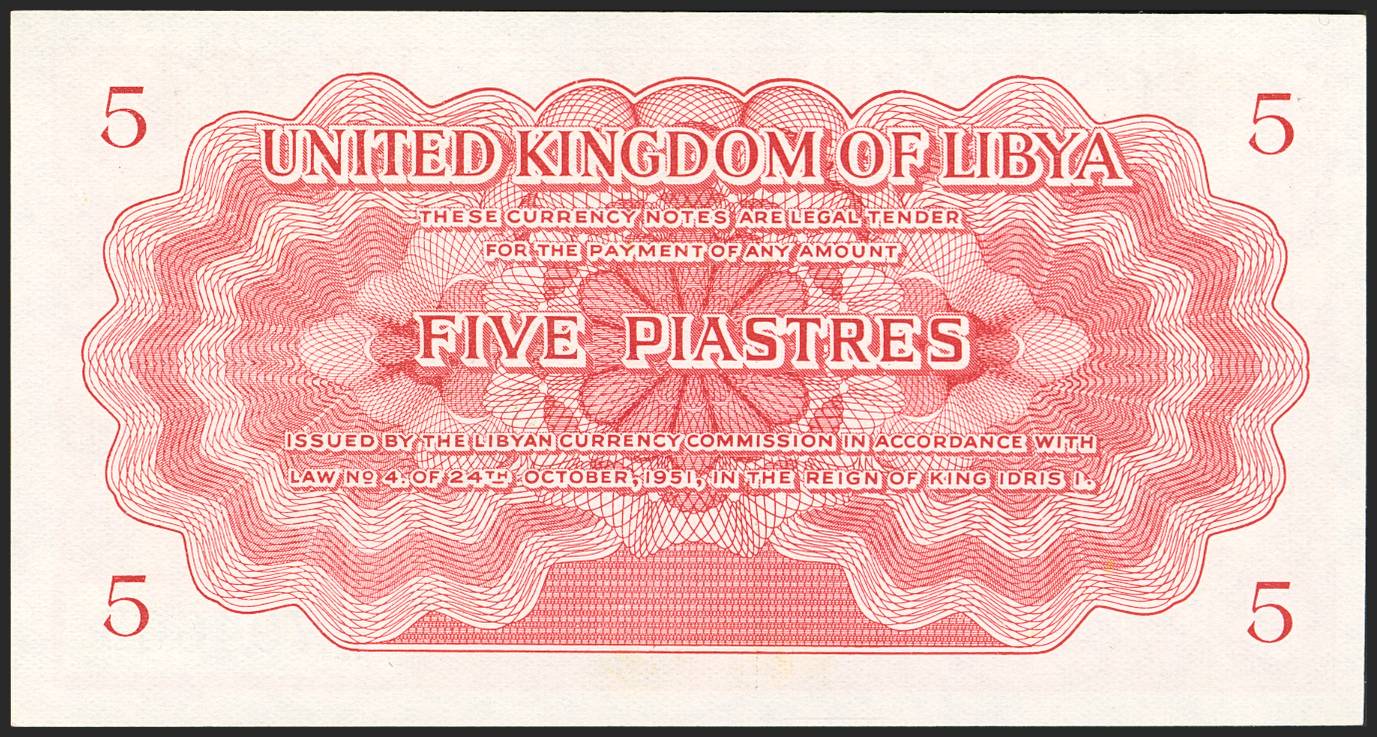 5 5
UNITED KINGDOM OF LIBYA
THESE CURRENCY NOTES ARE LEGAL TENDER
FOR THE PAYMENT OF ANY AMOUNT
FIVE PIASTRES
ISSUED BY THE LIBYAN CURRENCY COMMISSION IN ACCORDANCE WITH
LAW Nº 4. OF 24TH OCTOBER, 1951, IN THE REIGN OF KING IDRIS I.
5 5